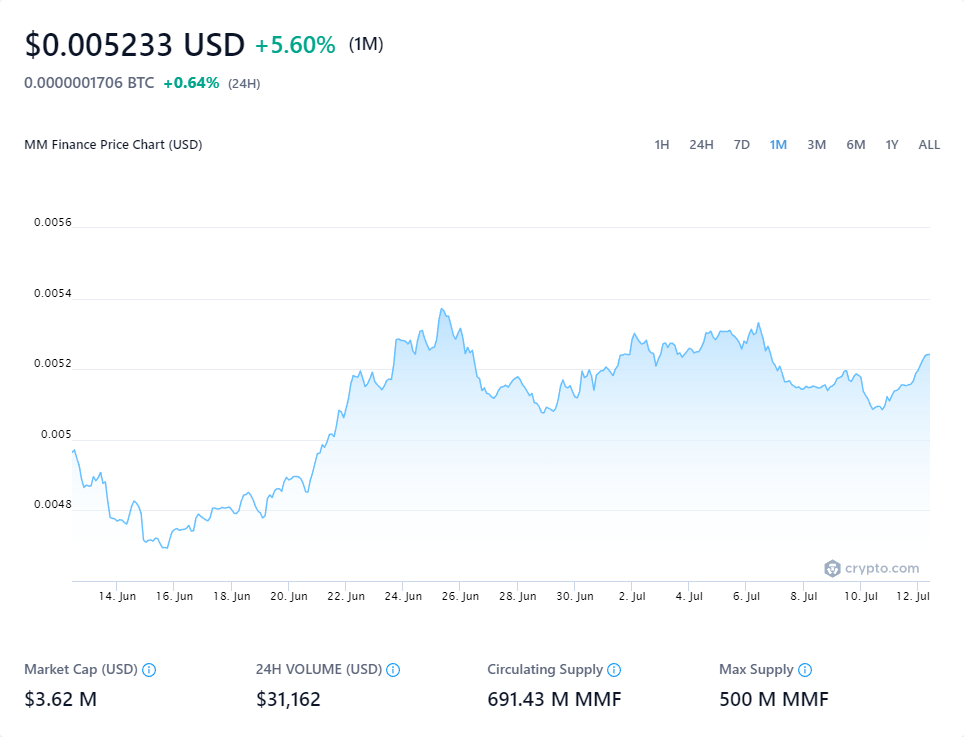 $0.005233 USD +5.60% (1M)
0.0000001706 BTC +0.64% (24H)
MM Finance Price Chart (USD) 1H 24H 7D 1M 3M 6M 1Y ALL
0.0056
0.0054
0.0052
0.005
0.0048
crypto.com
14. Jun 16. Jun 18. Jun 20. Jun 22. Jun 24. Jun 26. Jun 28. Jun 30. Jun 2. Jul 4. Jul 6. Jul 8. Jul 10. Jul 12. Jul
Market Cap (USD) 24H VOLUME (USD) Circulating Supply Max Supply
$3.62 M $31,162 691.43 M MMF 500 M MMF